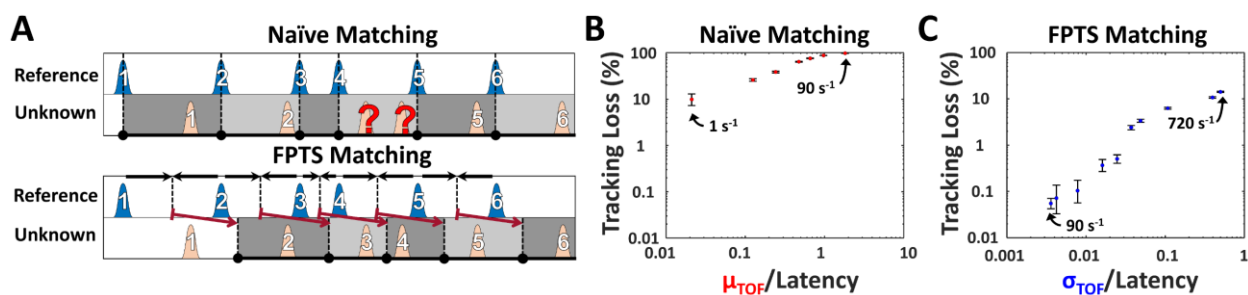 A
Naïve Matching
Reference
1 2 3 4 5 6
Unknown
1 2 ? ? 5 6
FPTS Matching
Reference
1 2 3 4 5 6
Unknown
1 2 3 4 5 6
B
Naïve Matching
Tracking Loss (%)
100
10
1
0.1
0.01
90 s⁻¹
1 s⁻¹
0.01 0.1 1 10
μTOF/Latency
C
FPTS Matching
Tracking Loss (%)
100
10
1
0.1
0.01
720 s⁻¹
90 s⁻¹
0.001 0.01 0.1 1
σTOF/Latency